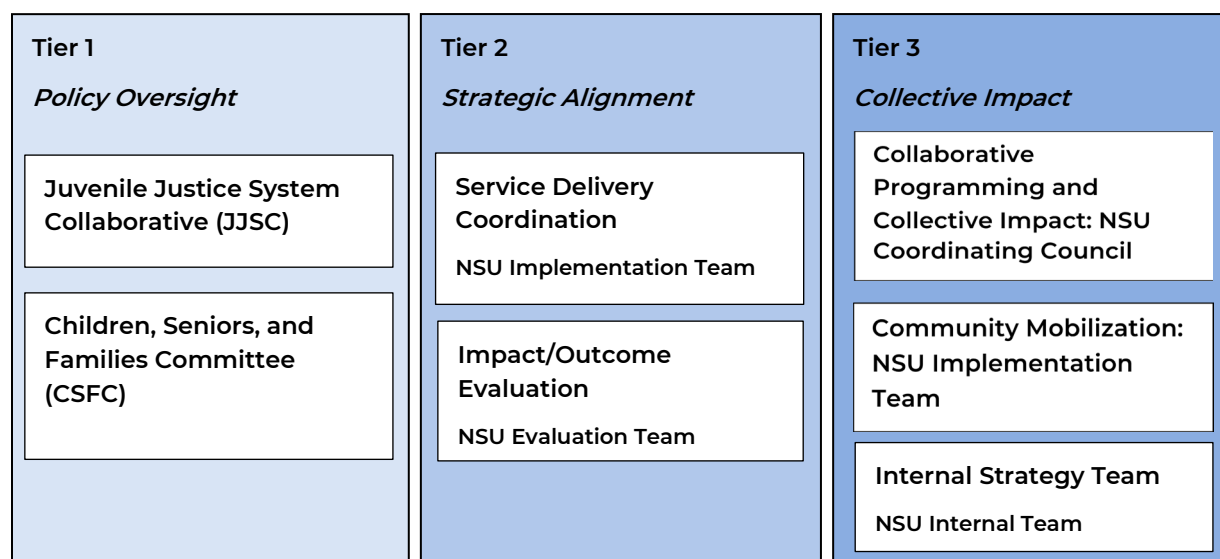 Tier 1
Policy Oversight
Juvenile Justice System
Collaborative (JJSC)
Children, Seniors, and
Families Committee
(CSFC)
Tier 2
Strategic Alignment
Service Delivery
Coordination
NSU Implementation Team
Impact/Outcome
Evaluation
NSU Evaluation Team
Tier 3
Collective Impact
Collaborative
Programming and
Collective Impact: NSU
Coordinating Council
Community Mobilization:
NSU Implementation
Team
Internal Strategy Team
NSU Internal Team